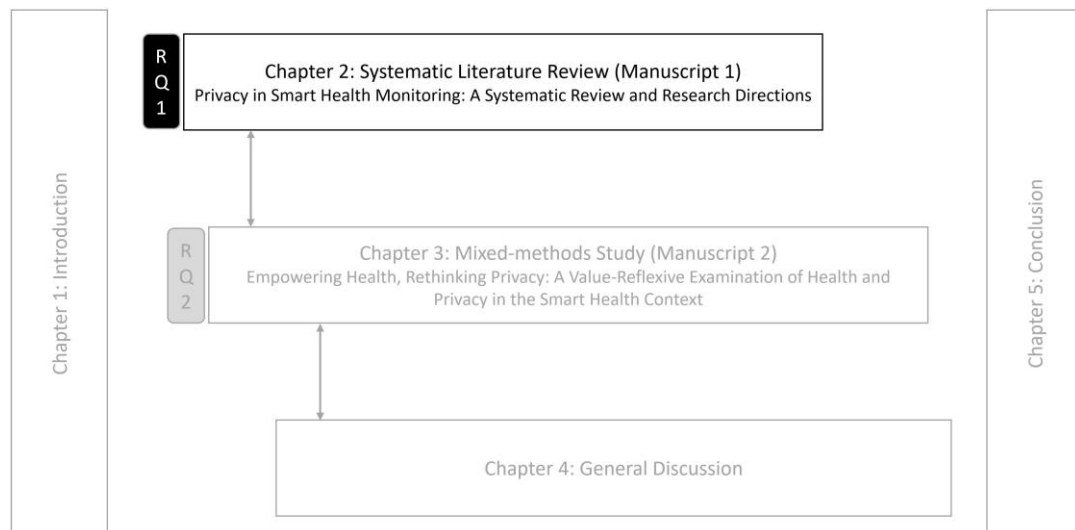 Chapter 1: Introduction
R
Q
1
Chapter 2: Systematic Literature Review (Manuscript 1)
Privacy in Smart Health Monitoring: A Systematic Review and Research Directions
R
Q
2
Chapter 3: Mixed-methods Study (Manuscript 2)
Empowering Health, Rethinking Privacy: A Value-Reflexive Examination of Health and
Privacy in the Smart Health Context
Chapter 4: General Discussion
Chapter 5: Conclusion